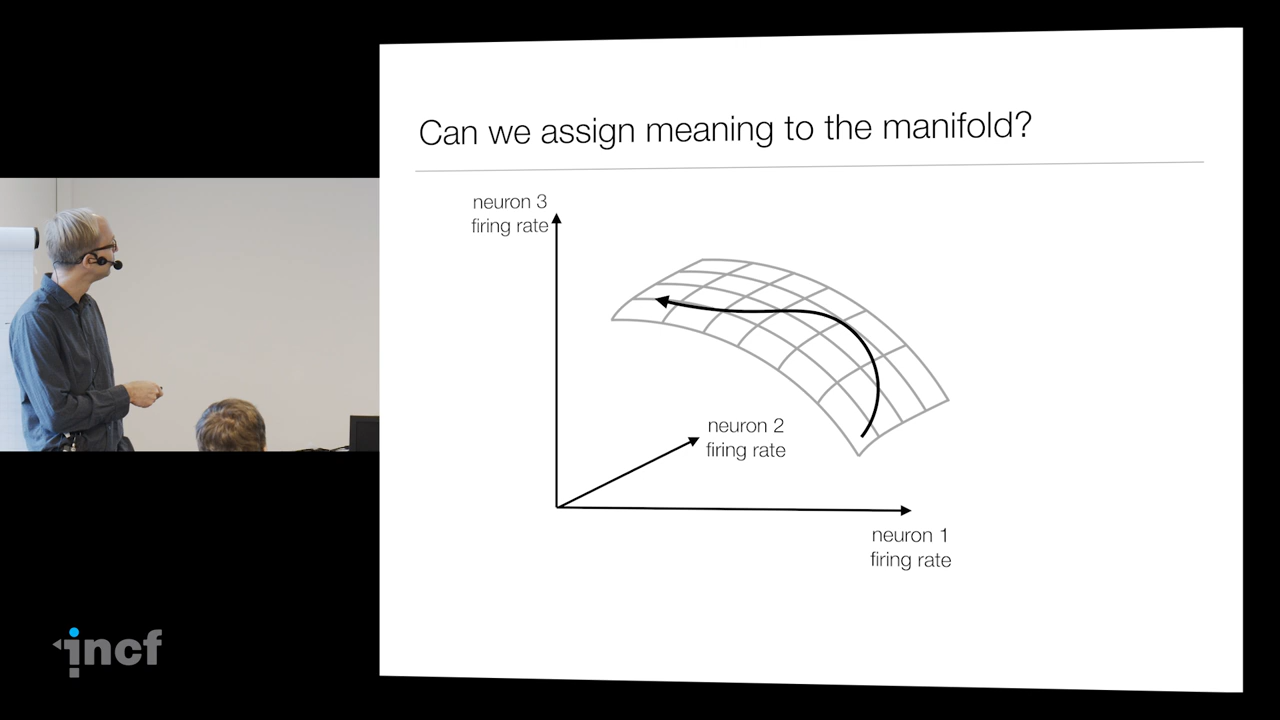 Can we assign meaning to the manifold?
neuron 3
firing rate
neuron 2
firing rate
neuron 1
firing rate
incf